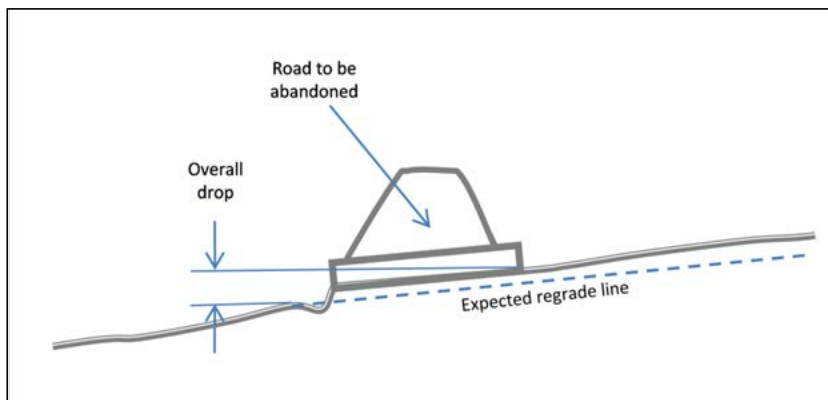 Road to be
abandoned
Overall
drop
Expected regrade line